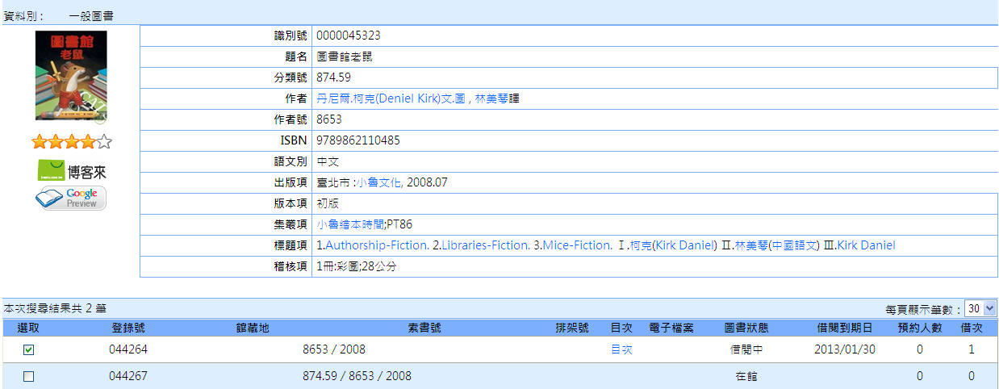 資料別： 一般圖書
圖書館
老鼠
識別號 0000045323
題名 圖書館老鼠
分類號 874.59
作者 丹尼爾.柯克(Deniel Kirk)文.圖 , 林美琴譯
作者號 8653
ISBN 9789862110485
語文別 中文
博客來
出版項 臺北市 :小魯文化, 2008.07
Google
Preview
版本項 初版
集叢項 小魯繪本時間;PT86
標題項 1.Authorship-Fiction. 2.Libraries-Fiction. 3.Mice-Fiction. Ⅰ.柯克(Kirk Daniel) Ⅱ.林美琴(中國語文) Ⅲ.Kirk Daniel
稽核項 1冊:彩圖;28公分
本次搜尋結果共 2 筆 每頁顯示筆數： 30
選取 登錄號 館藏地 索書號 排架號 目次 電子檔案 圖書狀態 借閱到期日 預約人數 借次
044264 8653 / 2008 目次 借閱中 2013/01/30 0 1
044267 874.59 / 8653 / 2008 在館 0 0